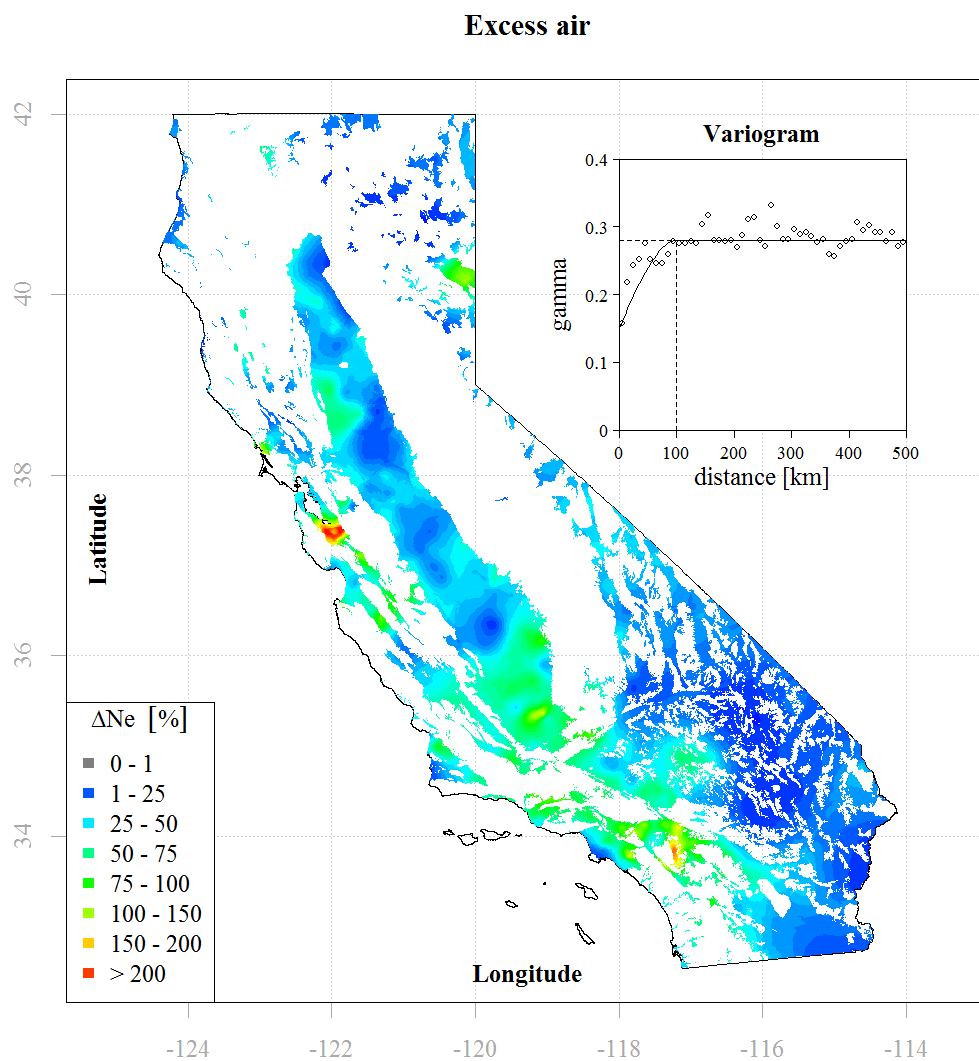 Excess air
Variogram
gamma
0.4
0.3
0.2
0.1
0
0 100 200 300 400 500
distance [km]
Latitude
42
40
38
36
34
ΔNe [%]
0 - 1
1 - 25
25 - 50
50 - 75
75 - 100
100 - 150
150 - 200
> 200
Longitude
-124 -122 -120 -118 -116 -114